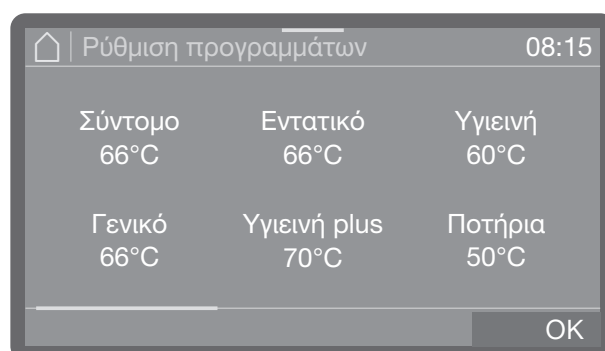 Ρύθμιση προγραμμάτων 08:15
Σύντομο Εντατικό Υγιεινή
66°C 66°C 60°C
Γενικό Υγιεινή plus Ποτήρια
66°C 70°C 50°C
OK